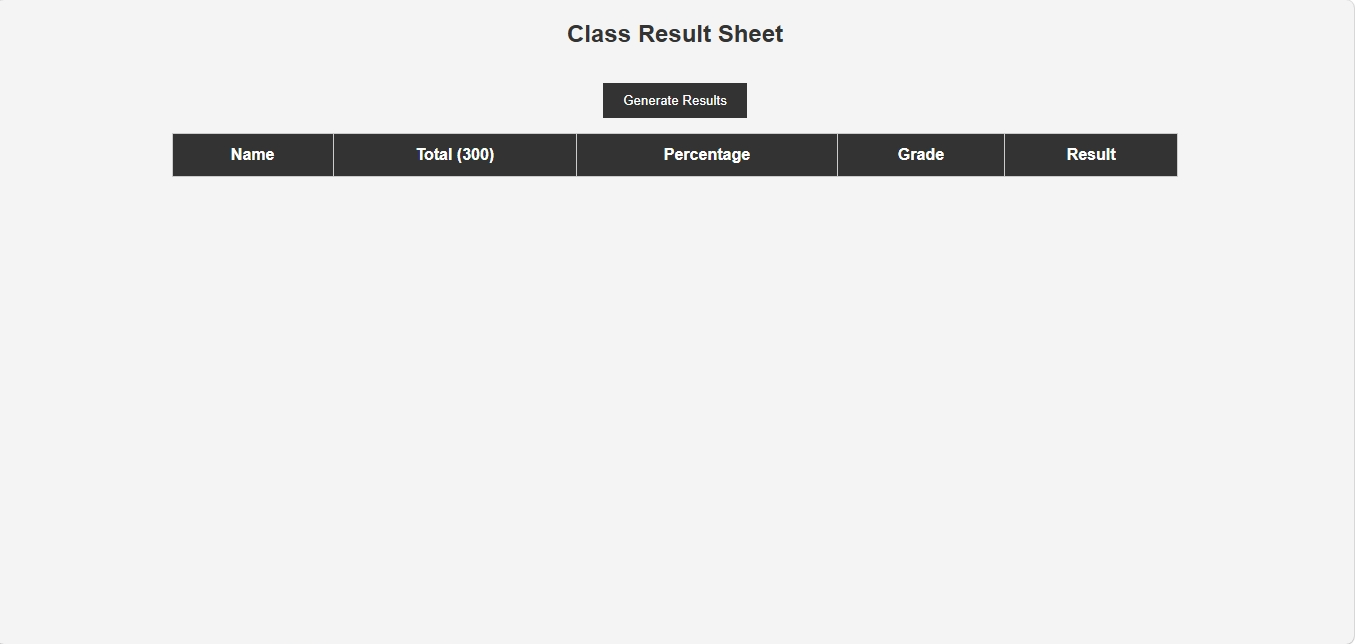 Class Result Sheet
Generate Results
Name Total (300) Percentage Grade Result